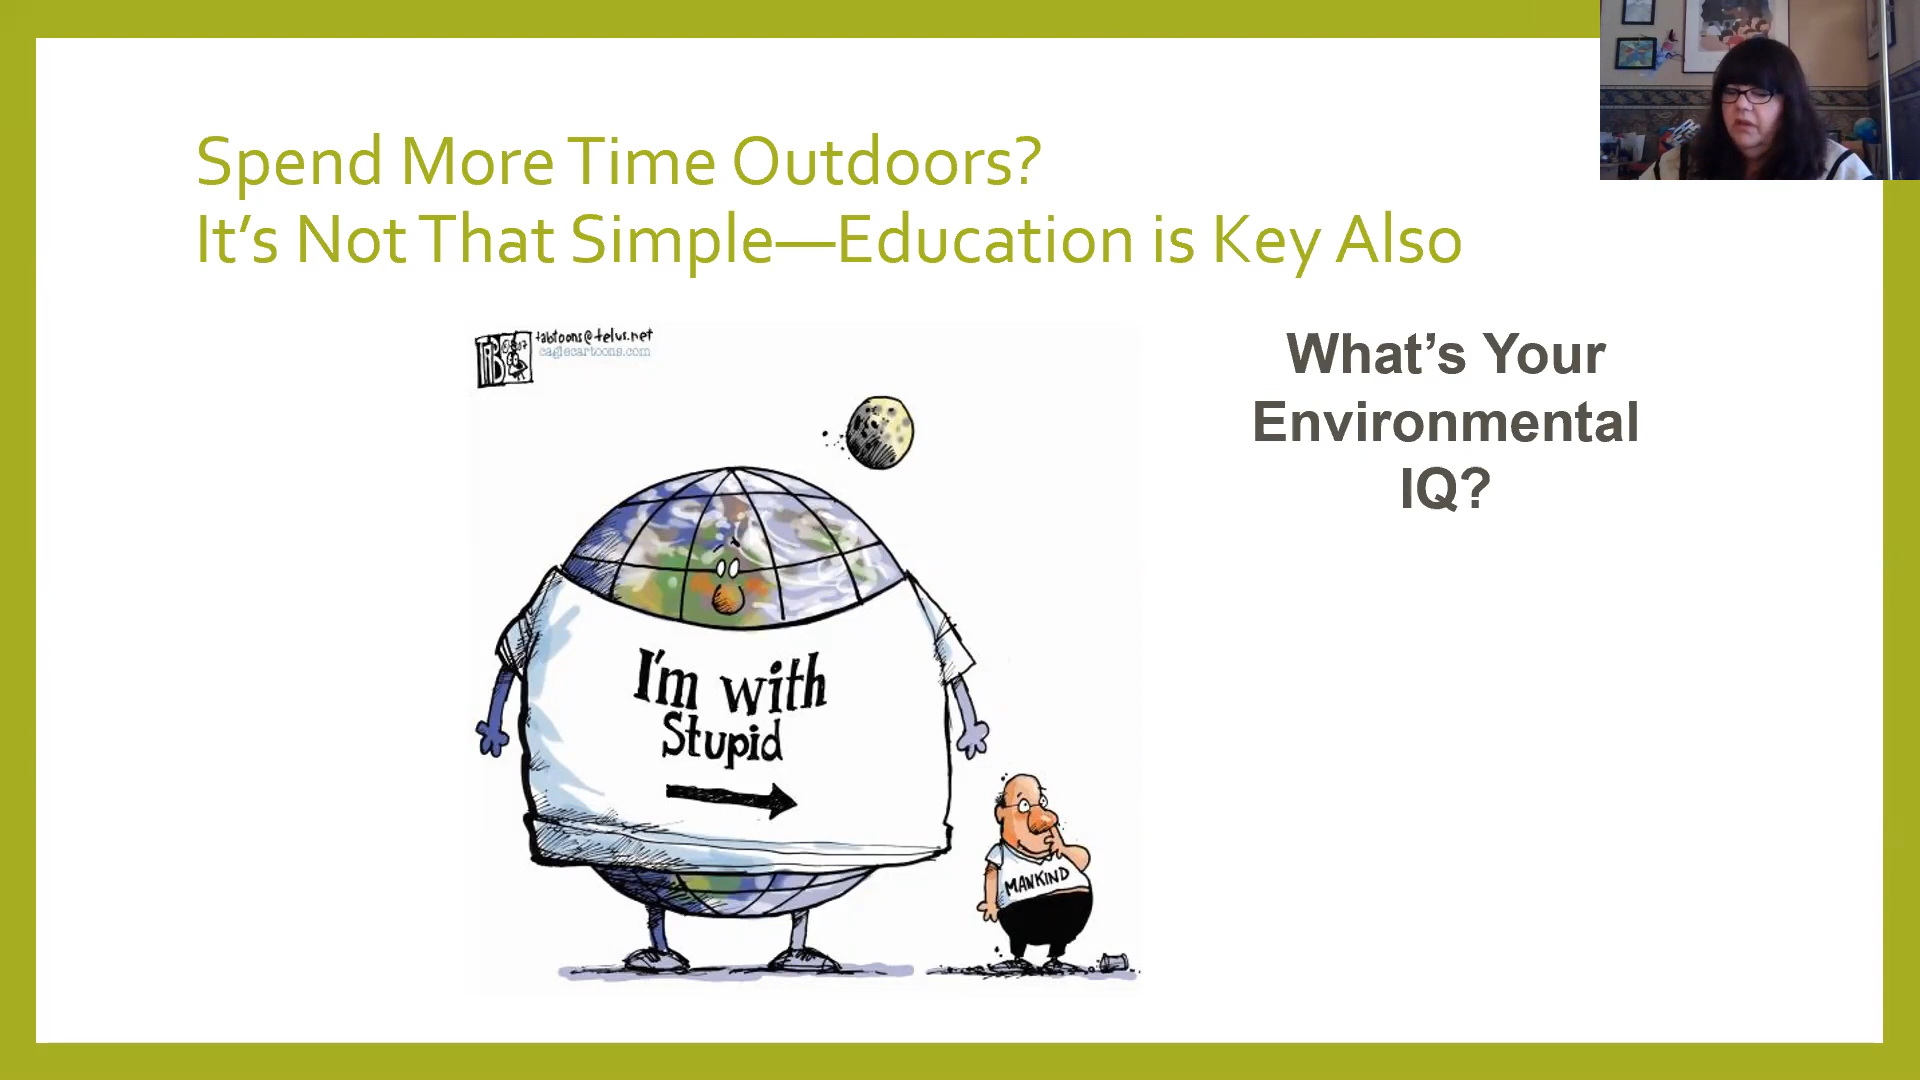 Spend More Time Outdoors?
It’s Not That Simple—Education is Key Also
TAB
tabtoons@telus.net
caglecartoons.com
What’s Your
Environmental
IQ?
I'm with
Stupid
MANKIND